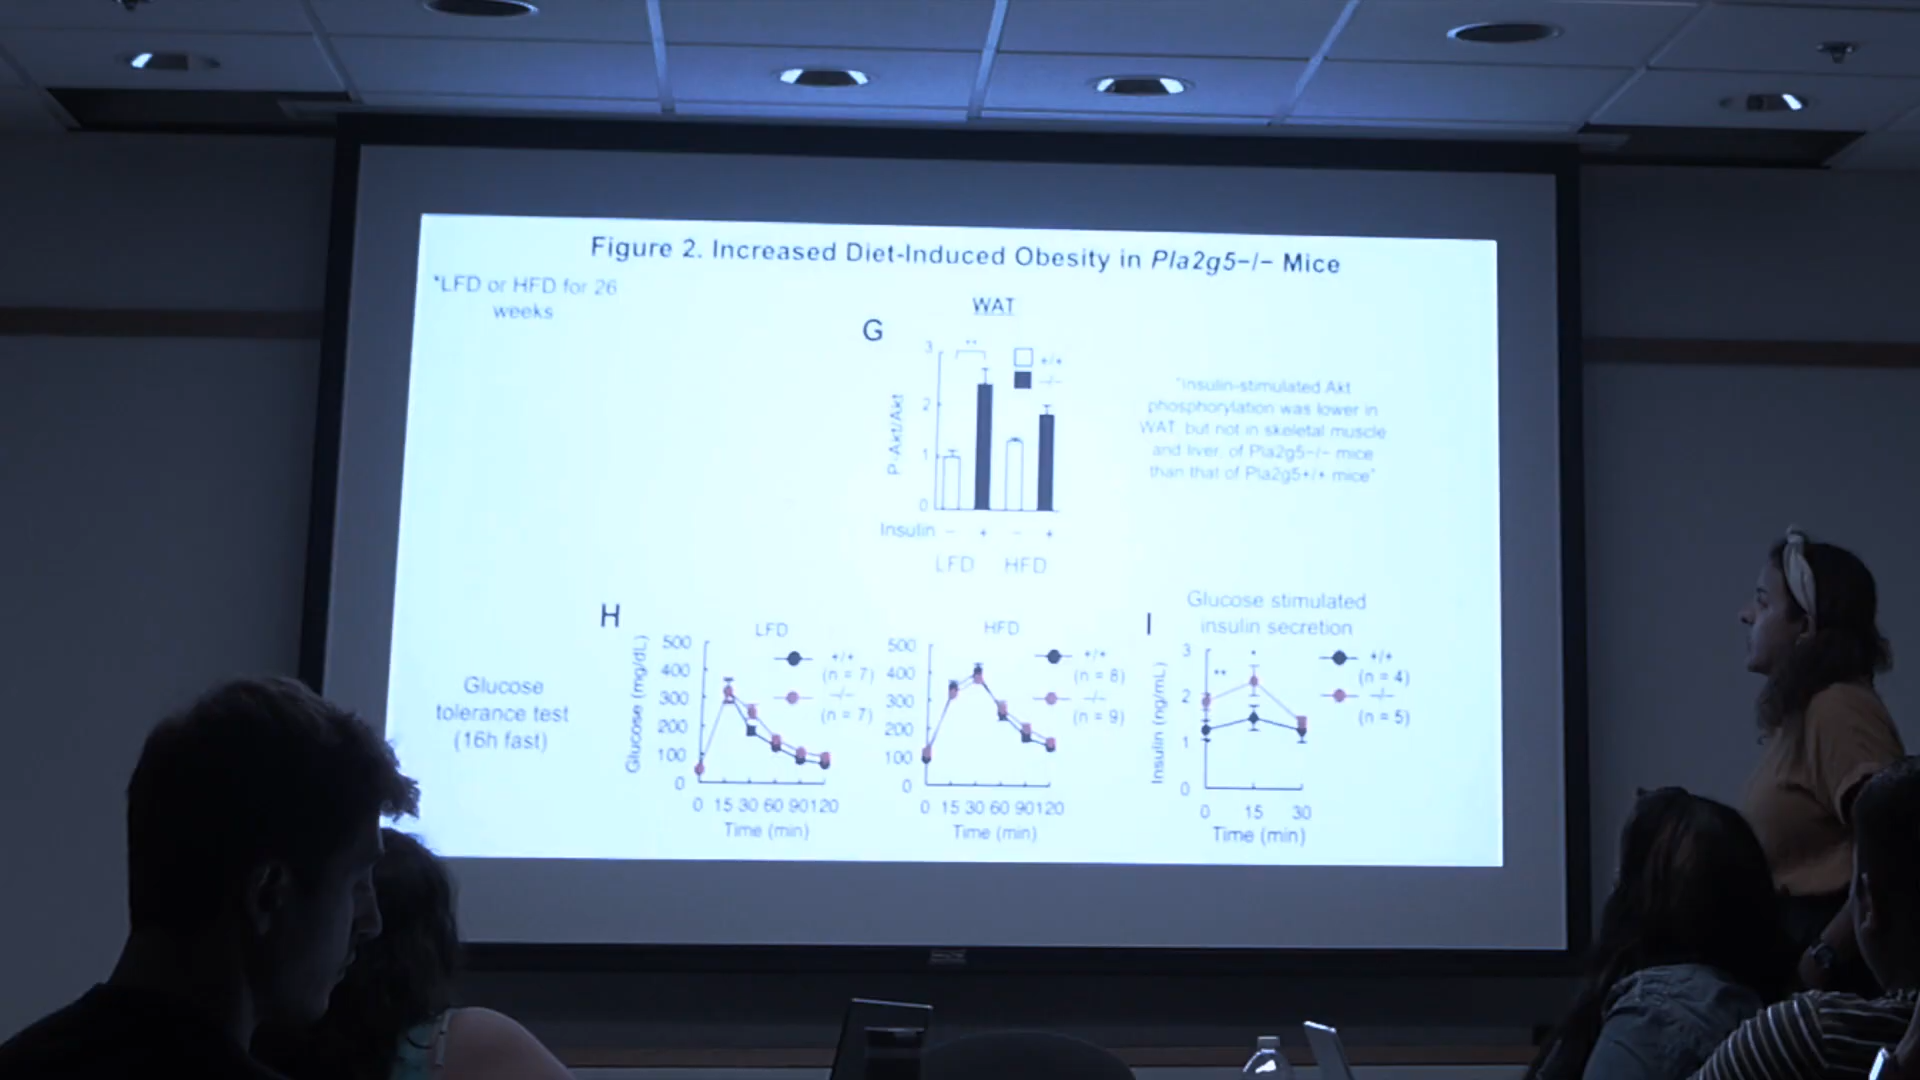 Figure 2. Increased Diet-Induced Obesity in Pla2g5−/− Mice
*LFD or HFD for 26
weeks
WAT
G
3
2
1
0
**
+/+
−/−
P-Akt/Akt
Insulin − + − +
LFD HFD
"Insulin-stimulated Akt
phosphorylation was lower in
WAT, but not in skeletal muscle
and liver, of Pla2g5−/− mice
than that of Pla2g5+/+ mice"
Glucose
tolerance test
(16h fast)
H
LFD
Glucose (mg/dL)
500
400
300
200
100
0
+/+
(n = 7)
−/−
(n = 7)
0 15 30 60 90120
Time (min)
HFD
500
400
300
200
100
0
+/+
(n = 8)
−/−
(n = 9)
0 15 30 60 90120
Time (min)
I
Glucose stimulated
insulin secretion
Insulin (ng/mL)
3
2
1
0
**
*
+/+
(n = 4)
−/−
(n = 5)
0 15 30
Time (min)